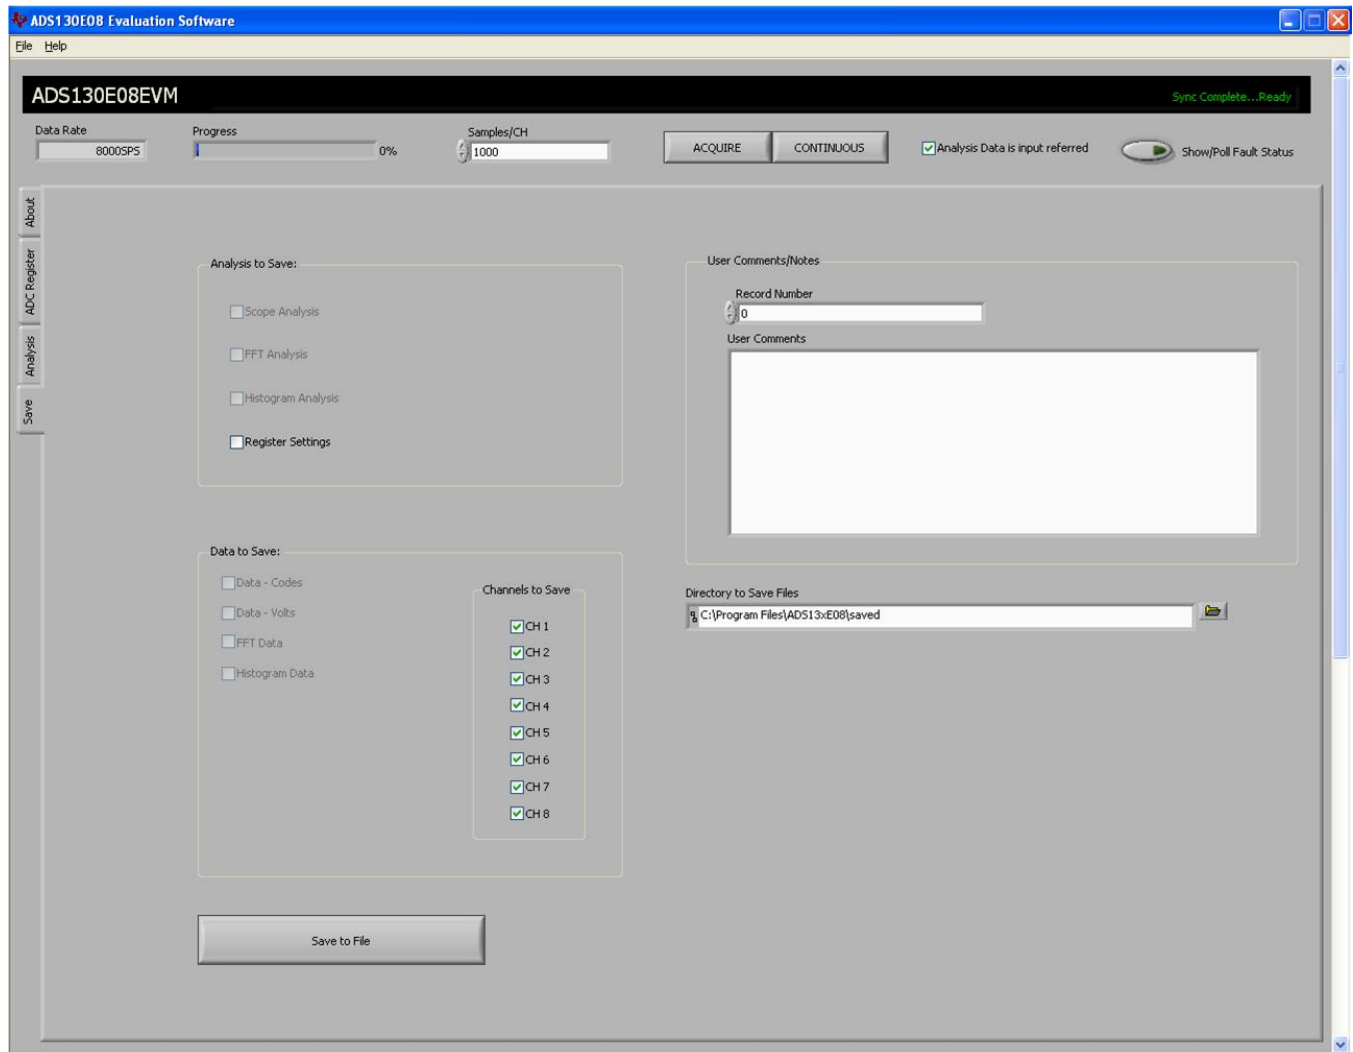 ADS130E08 Evaluation Software
File Help
ADS130E08EVM
Sync Complete...Ready
Data Rate
8000SPS
Progress
0%
Samples/CH
1000
ACQUIRE
CONTINUOUS
Analysis Data is input referred
Show/Poll Fault Status
About
ADC Register
Analysis
Save
Analysis to Save:
Scope Analysis
FFT Analysis
Histogram Analysis
Register Settings
Data to Save:
Data - Codes
Data - Volts
FFT Data
Histogram Data
Channels to Save
CH 1
CH 2
CH 3
CH 4
CH 5
CH 6
CH 7
CH 8
Save to File
User Comments/Notes
Record Number
0
User Comments
Directory to Save Files
C:\Program Files\ADS13xE08\saved